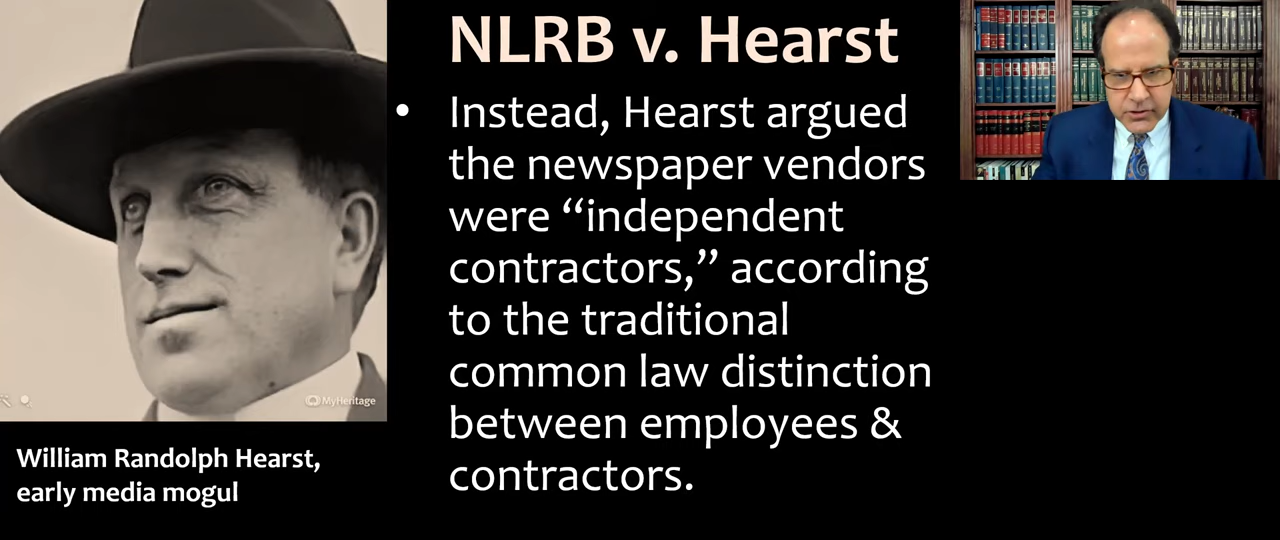 NLRB v. Hearst
• Instead, Hearst argued
the newspaper vendors
were “independent
contractors,” according
to the traditional
common law distinction
between employees &
contractors.
MyHeritage
William Randolph Hearst,
early media mogul